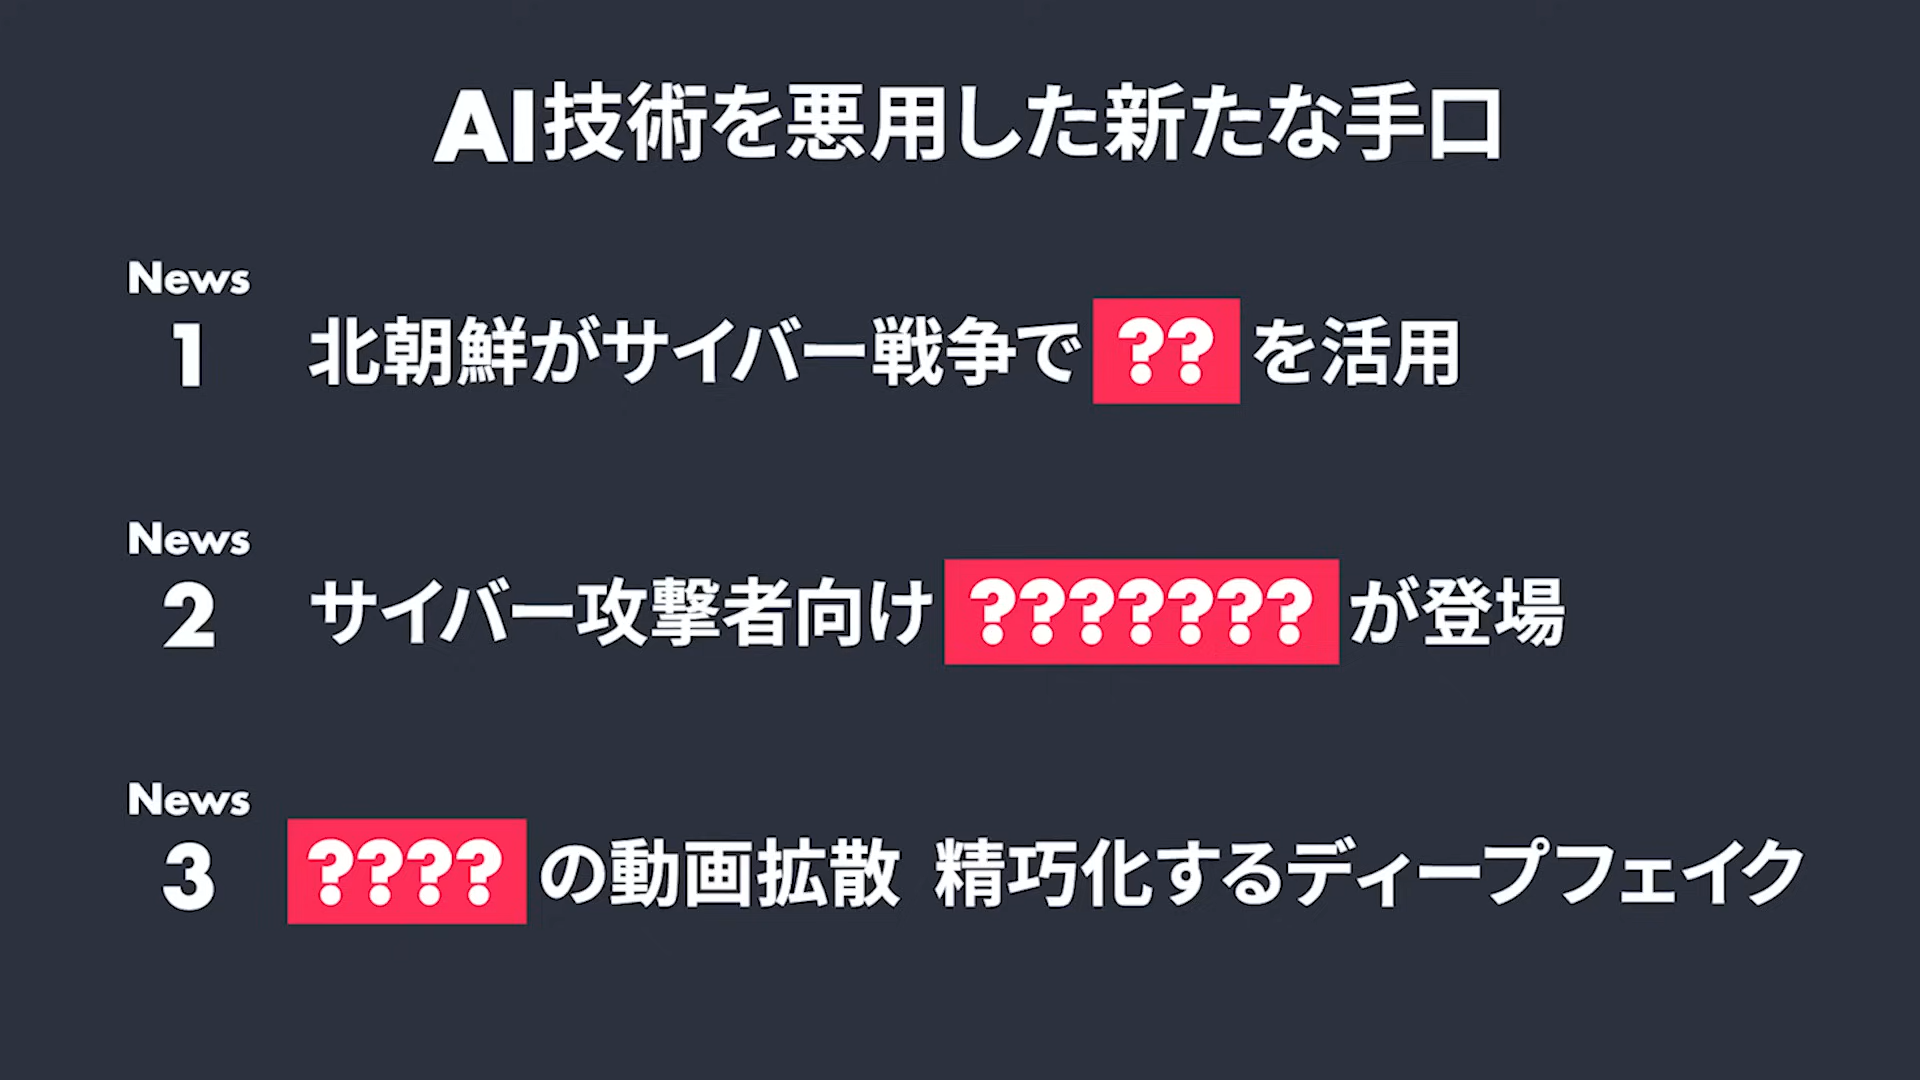 AI技術を悪用した新たな手口
News
1 北朝鮮がサイバー戦争で ?? を活用
News
2 サイバー攻撃者向け ??????? が登場
News
3 ???? の動画拡散 精巧化するディープフェイク